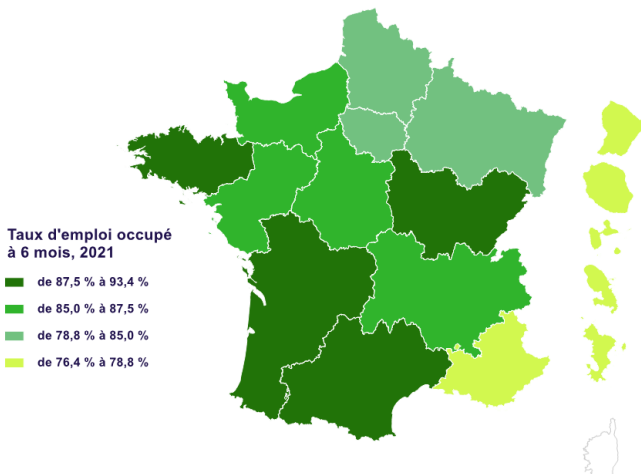 Taux d'emploi occupé
à 6 mois, 2021
de 87,5 % à 93,4 %
de 85,0 % à 87,5 %
de 78,8 % à 85,0 %
de 76,4 % à 78,8 %